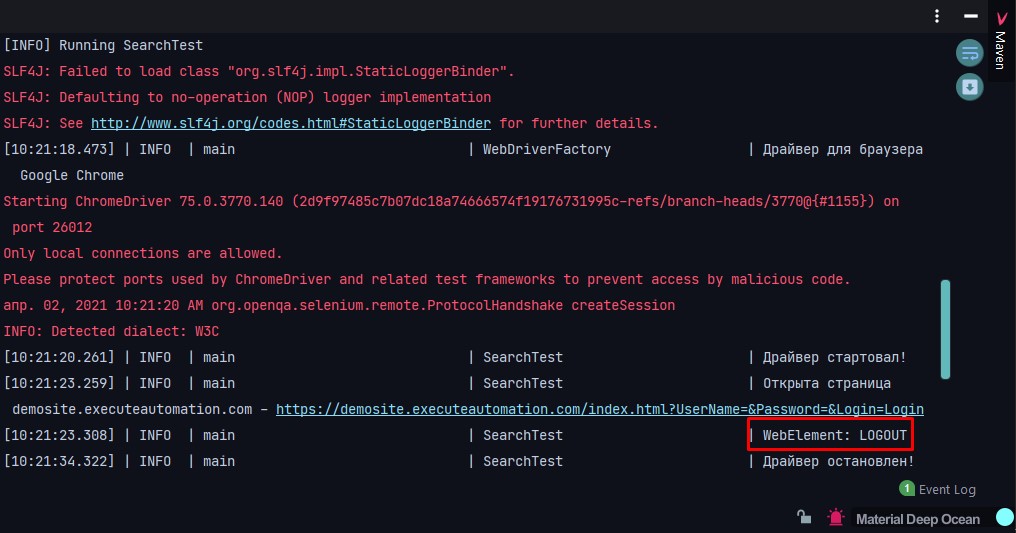 [INFO] Running SearchTest
SLF4J: Failed to load class "org.slf4j.impl.StaticLoggerBinder".
SLF4J: Defaulting to no-operation (NOP) logger implementation
SLF4J: See http://www.slf4j.org/codes.html#StaticLoggerBinder for further details.
[10:21:18.473] | INFO | main | WebDriverFactory | Драйвер для браузера
Google Chrome
Starting ChromeDriver 75.0.3770.140 (2d9f97485c7b07dc18a74666574f19176731995c-refs/branch-heads/3770@{#1155}) on
port 26012
Only local connections are allowed.
Please protect ports used by ChromeDriver and related test frameworks to prevent access by malicious code.
апр. 02, 2021 10:21:20 AM org.openqa.selenium.remote.ProtocolHandshake createSession
INFO: Detected dialect: W3C
[10:21:20.261] | INFO | main | SearchTest | Драйвер стартовал!
[10:21:23.259] | INFO | main | SearchTest | Открыта страница
demosite.executeautomation.com – https://demosite.executeautomation.com/index.html?UserName=&Password=&Login=Login
[10:21:23.308] | INFO | main | SearchTest | WebElement: LOGOUT
[10:21:34.322] | INFO | main | SearchTest | Драйвер остановлен!
Maven
1 Event Log
Material Deep Ocean